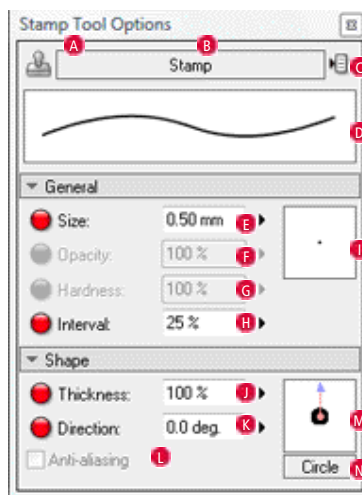 Stamp Tool Options
A
B
Stamp
C
D
General
Size: 0.50 mm E
Opacity: 100 % F
Hardness: 100 % G
I
Interval: 25 % H
Shape
Thickness: 100 % J
Direction: 0.0 deg. K
M
Anti-aliasing L
Circle N